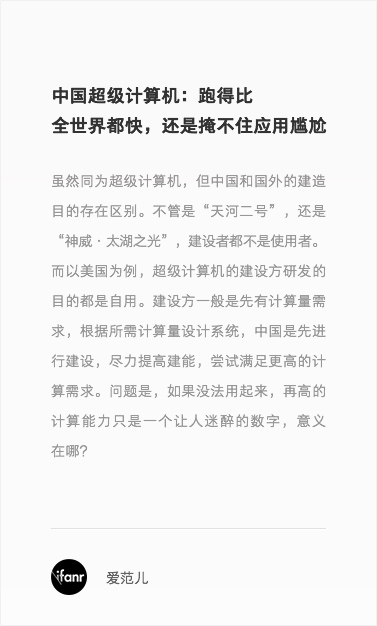 中国超级计算机：跑得比
全世界都快，还是掩不住应用尴尬
虽然同为超级计算机，但中国和国外的建造
目的存在区别。不管是“天河二号”，还是
“神威·太湖之光”，建设者都不是使用者。
而以美国为例，超级计算机的建设方研发的
目的都是自用。建设方一般是先有计算量需
求，根据所需计算量设计系统，中国是先进
行建设，尽力提高建能，尝试满足更高的计
算需求。问题是，如果没法用起来，再高的
计算能力只是一个让人迷醉的数字，意义
在哪？
ifanr
爱范儿